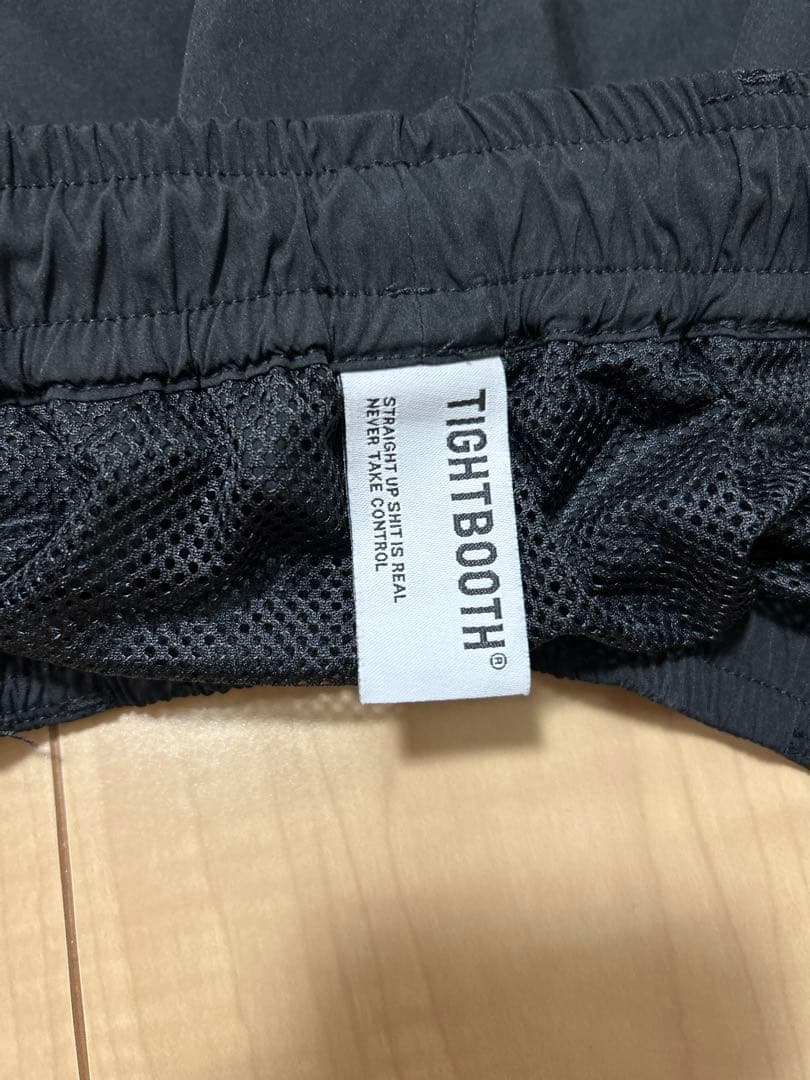 TIGHTBOOTH®
STRAIGHT UP SHIT IS REAL
NEVER TAKE CONTROL